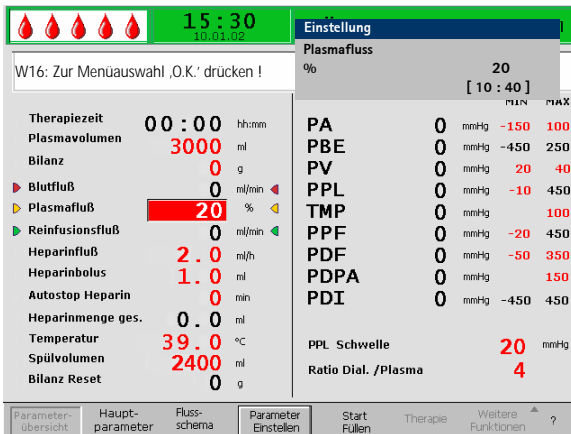 15:30
10.01.02
Einstellung
Plasmafluss
% 20
[ 10 : 40 ]
W16: Zur Menüauswahl ‚O.K.’ drücken !
MIN MAX
Therapiezeit 00:00 hh:mm
Plasmavolumen 3000 ml
Bilanz 0 g
Blutfluß 0 ml/min
Plasmafluß 20 %
Reinfusionsfluß 0 ml/min
Heparinfluß 2.0 ml/h
Heparinbolus 1.0 ml
Autostop Heparin 0 min
Heparinmenge ges. 0.0 ml
Temperatur 39.0 °C
Spülvolumen 2400 ml
Bilanz Reset 0 g
PA 0 mmHg -150 100
PBE 0 mmHg -450 250
PV 0 mmHg 20 40
PPL 0 mmHg -10 450
TMP 0 mmHg 100
PPF 0 mmHg -20 450
PDF 0 mmHg -50 350
PDPA 0 mmHg 150
PDI 0 mmHg -450 450
PPL Schwelle 20 mmHg
Ratio Dial. /Plasma 4
Parameter-
übersicht
Haupt-
parameter
Fluss-
schema
Parameter
Einstellen
Start
Füllen
Therapie
Weitere
Funktionen
?